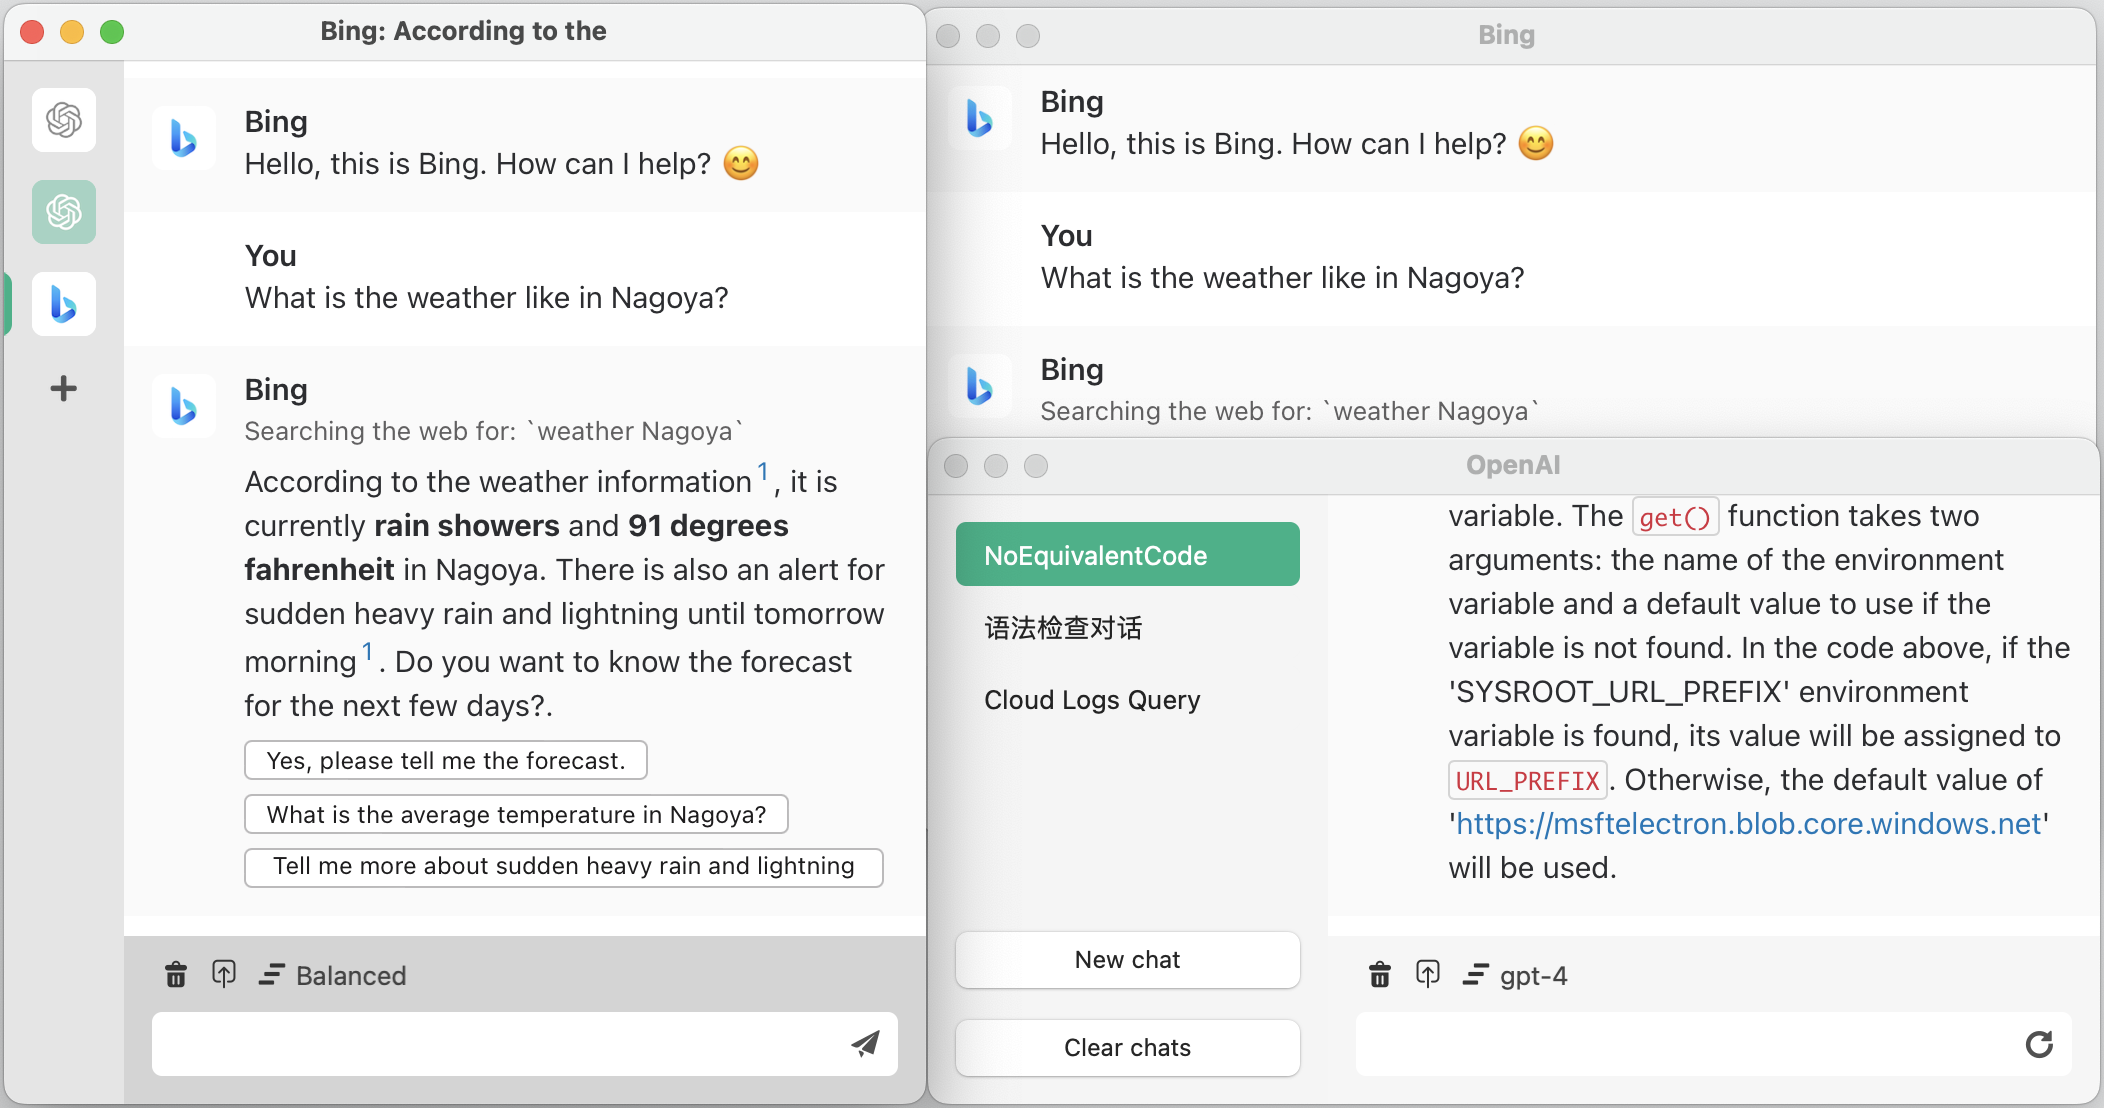 Bing: According to the
Bing
Hello, this is Bing. How can I help? 😊
You
What is the weather like in Nagoya?
Bing
Searching the web for: `weather Nagoya`
According to the weather information 1 , it is
currently rain showers and 91 degrees
fahrenheit in Nagoya. There is also an alert for
sudden heavy rain and lightning until tomorrow
morning 1 . Do you want to know the forecast
for the next few days?.
Yes, please tell me the forecast.
What is the average temperature in Nagoya?
Tell me more about sudden heavy rain and lightning
Balanced
Bing
Bing
Hello, this is Bing. How can I help? 😊
You
What is the weather like in Nagoya?
Bing
Searching the web for: `weather Nagoya`
OpenAI
NoEquivalentCode
语法检查对话
Cloud Logs Query
New chat
Clear chats
variable. The get() function takes two
arguments: the name of the environment
variable and a default value to use if the
variable is not found. In the code above, if the
'SYSROOT_URL_PREFIX' environment
variable is found, its value will be assigned to
URL_PREFIX. Otherwise, the default value of
'https://msftelectron.blob.core.windows.net'
will be used.
gpt-4